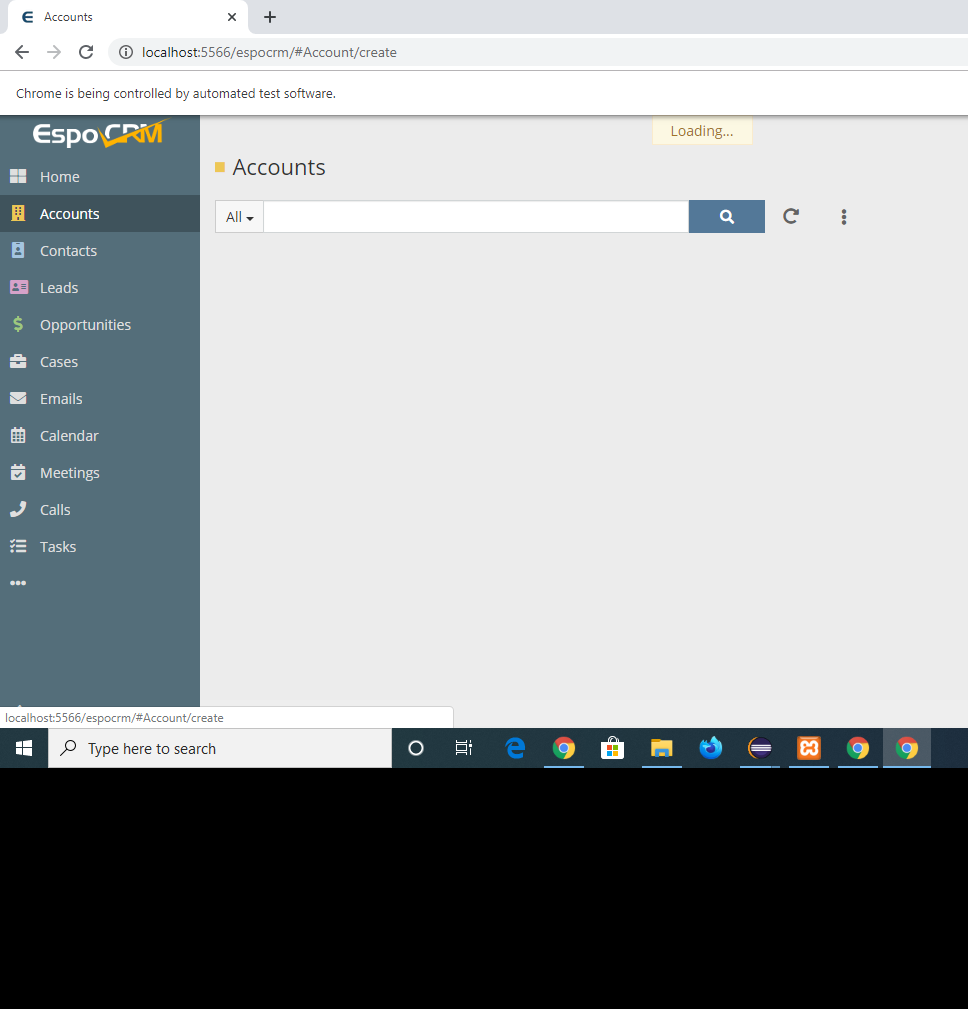 Accounts
localhost:5566/espocrm/#Account/create
Chrome is being controlled by automated test software.
EspoCRM
Loading...
Accounts
Home
Accounts
All
Contacts
Leads
Opportunities
Cases
Emails
Calendar
Meetings
Calls
Tasks
localhost:5566/espocrm/#Account/create
Type here to search